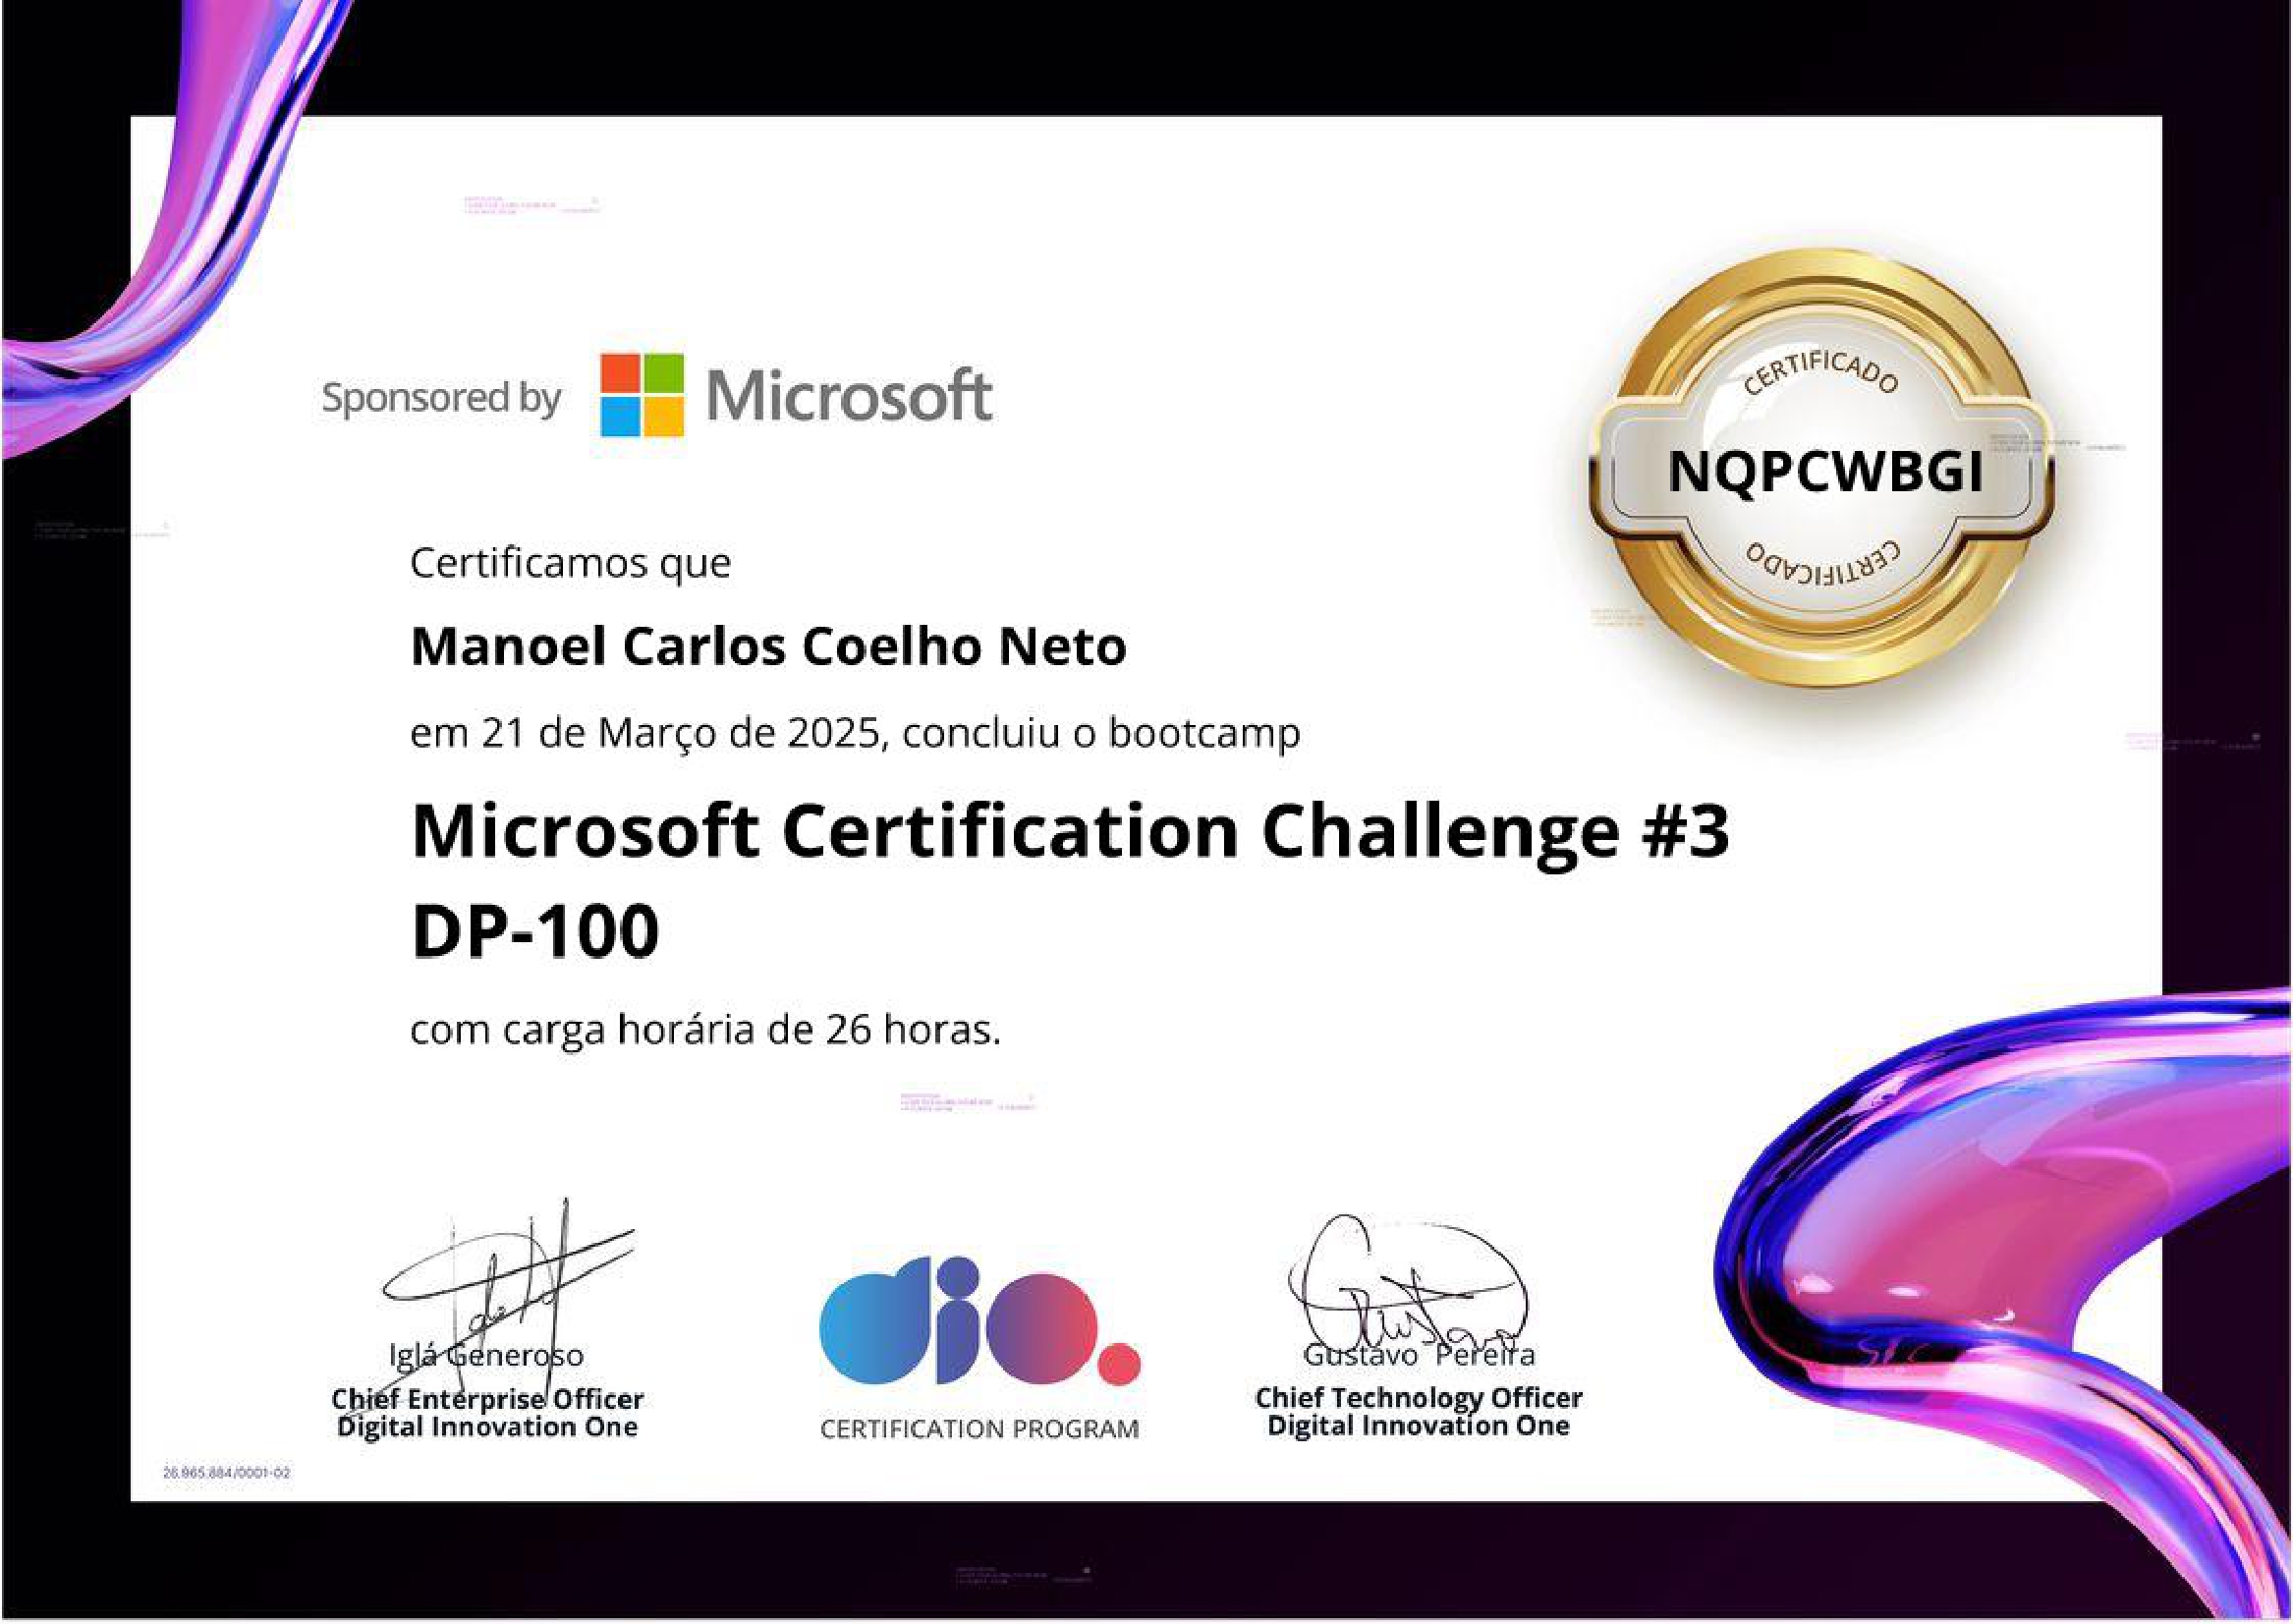 Sponsored by Microsoft
CERTIFICADO
NQPCWBGI
CERTIFICADO
Certificamos que
Manoel Carlos Coelho Neto
em 21 de Março de 2025, concluiu o bootcamp
Microsoft Certification Challenge #3
DP-100
com carga horária de 26 horas.
Iglá Generoso
Chief Enterprise Officer
Digital Innovation One
dio.
CERTIFICATION PROGRAM
Gustavo Pereira
Chief Technology Officer
Digital Innovation One
26.965.884/0001-02